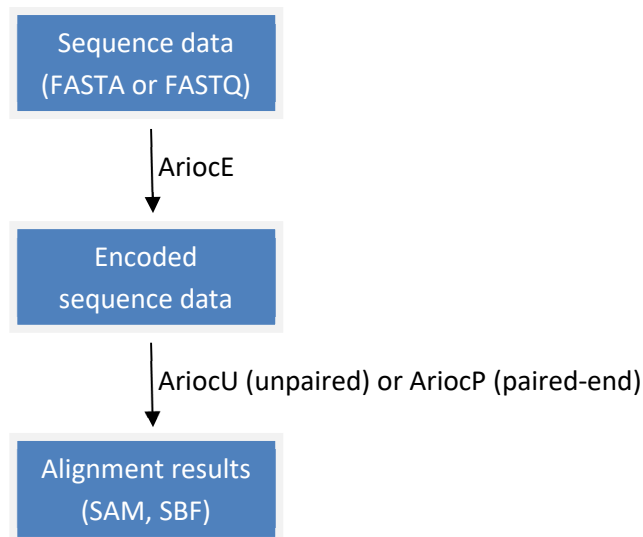 Sequence data
(FASTA or FASTQ)
AriocE
Encoded
sequence data
AriocU (unpaired) or AriocP (paired-end)
Alignment results
(SAM, SBF)